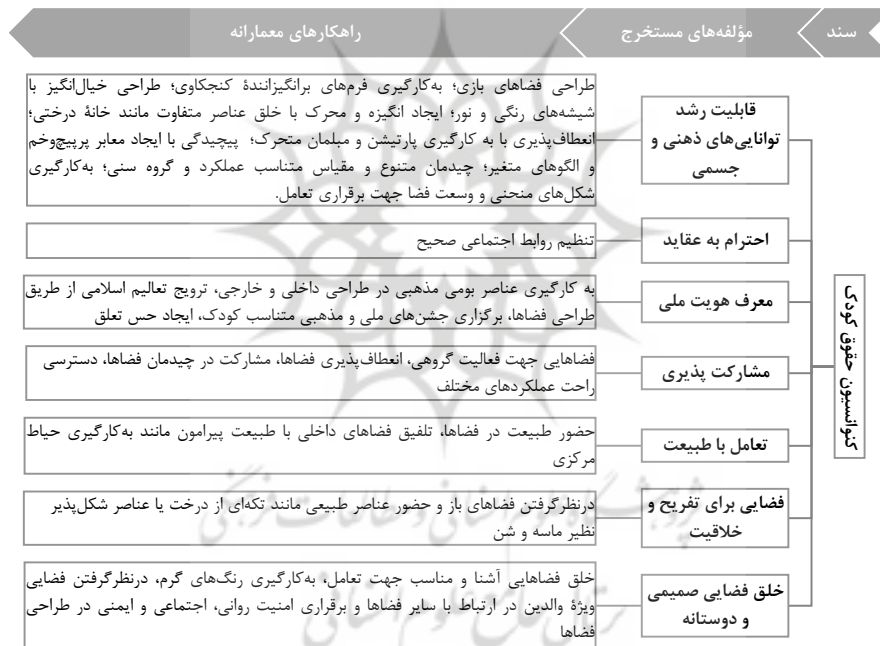 سند
مؤلفه‌های مستخرج
راهکارهای معمارانه
کنوانسیون حقوق کودک
قابلیت رشد
توانایی‌های ذهنی و
جسمی
طراحی فضاهای بازی؛ به‌کارگیری فرم‌های برانگیزانندهٔ کنجکاوی؛ طراحی خیال‌انگیز با
شیشه‌های رنگی و نور؛ ایجاد انگیزه و محرک با خلق عناصر متفاوت مانند خانهٔ درختی؛
انعطاف‌پذیری با به کارگیری پارتیشن و مبلمان متحرک؛ پیچیدگی با ایجاد معابر پرپیچ‌وخم
و الگوهای متغیر؛ چیدمان متنوع و مقیاس متناسب عملکرد و گروه سنی؛ به‌کارگیری
شکل‌های منحنی و وسعت فضا جهت برقراری تعامل.
احترام به عقاید
تنظیم روابط اجتماعی صحیح
معرف هویت ملی
به کارگیری عناصر بومی مذهبی در طراحی داخلی و خارجی، ترویج تعالیم اسلامی از طریق
طراحی فضاها، برگزاری جشن‌های ملی و مذهبی متناسب کودک، ایجاد حس تعلق
مشارکت پذیری
فضاهایی جهت فعالیت گروهی، انعطاف‌پذیری فضاها، مشارکت در چیدمان فضاها، دسترسی
راحت عملکردهای مختلف
تعامل با طبیعت
حضور طبیعت در فضاها، تلفیق فضاهای داخلی با طبیعت پیرامون مانند به‌کارگیری حیاط
مرکزی
فضایی برای تفریح و
خلاقیت
درنظرگرفتن فضاهای باز و حضور عناصر طبیعی مانند تکه‌ای از درخت یا عناصر شکل‌پذیر
نظیر ماسه و شن
خلق فضایی صمیمی
و دوستانه
خلق فضاهایی آشنا و مناسب جهت تعامل، به‌کارگیری رنگ‌های گرم، درنظرگرفتن فضایی
ویژهٔ والدین در ارتباط با سایر فضاها و برقراری امنیت روانی، اجتماعی و ایمنی در طراحی
فضاها
پژوهشگاه علوم انسانی و مطالعات فرهنگی
پرتال جامع علوم انسانی